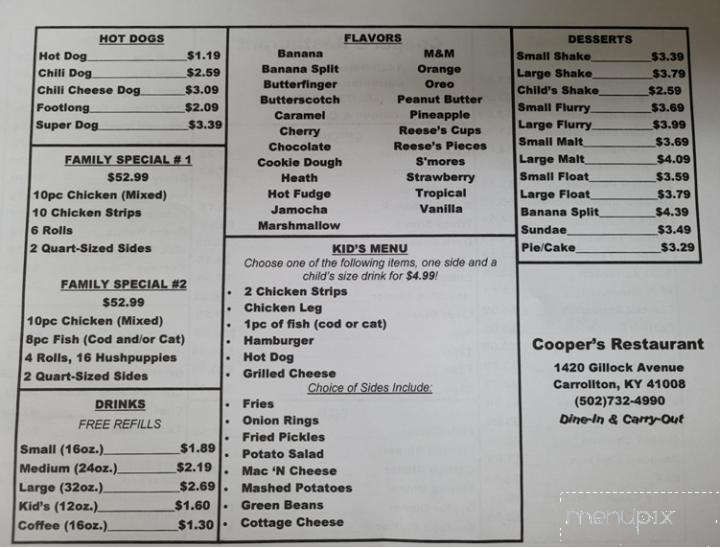 HOT DOGS
Hot Dog $1.19
Chili Dog $2.59
Chili Cheese Dog $3.09
Footlong $2.09
Super Dog $3.39
FAMILY SPECIAL # 1
$52.99
10pc Chicken (Mixed)
10 Chicken Strips
6 Rolls
2 Quart-Sized Sides
FAMILY SPECIAL #2
$52.99
10pc Chicken (Mixed)
8pc Fish (Cod and/or Cat)
4 Rolls, 16 Hushpuppies
2 Quart-Sized Sides
DRINKS
FREE REFILLS
Small (16oz.) $1.89
Medium (24oz.) $2.19
Large (32oz.) $2.69
Kid's (12oz.) $1.60
Coffee (16oz.) $1.30
FLAVORS
Banana
Banana Split
Butterfinger
Butterscotch
Caramel
Cherry
Chocolate
Cookie Dough
Heath
Hot Fudge
Jamocha
Marshmallow
M&M
Orange
Oreo
Peanut Butter
Pineapple
Reese's Cups
Reese's Pieces
S'mores
Strawberry
Tropical
Vanilla
KID'S MENU
Choose one of the following items, one side and a
child's size drink for $4.99!
• 2 Chicken Strips
• Chicken Leg
• 1pc of fish (cod or cat)
• Hamburger
• Hot Dog
• Grilled Cheese
Choice of Sides Include:
• Fries
• Onion Rings
• Fried Pickles
• Potato Salad
• Mac 'N Cheese
• Mashed Potatoes
• Green Beans
• Cottage Cheese
DESSERTS
Small Shake $3.39
Large Shake $3.79
Child's Shake $2.59
Small Flurry $3.69
Large Flurry $3.99
Small Malt $3.69
Large Malt $4.09
Small Float $3.59
Large Float $3.79
Banana Split $4.39
Sundae $3.49
Pie/Cake $3.29
Cooper's Restaurant
1420 Gillock Avenue
Carrollton, KY 41008
(502)732-4990
Dine-In & Carry-Out
menupix